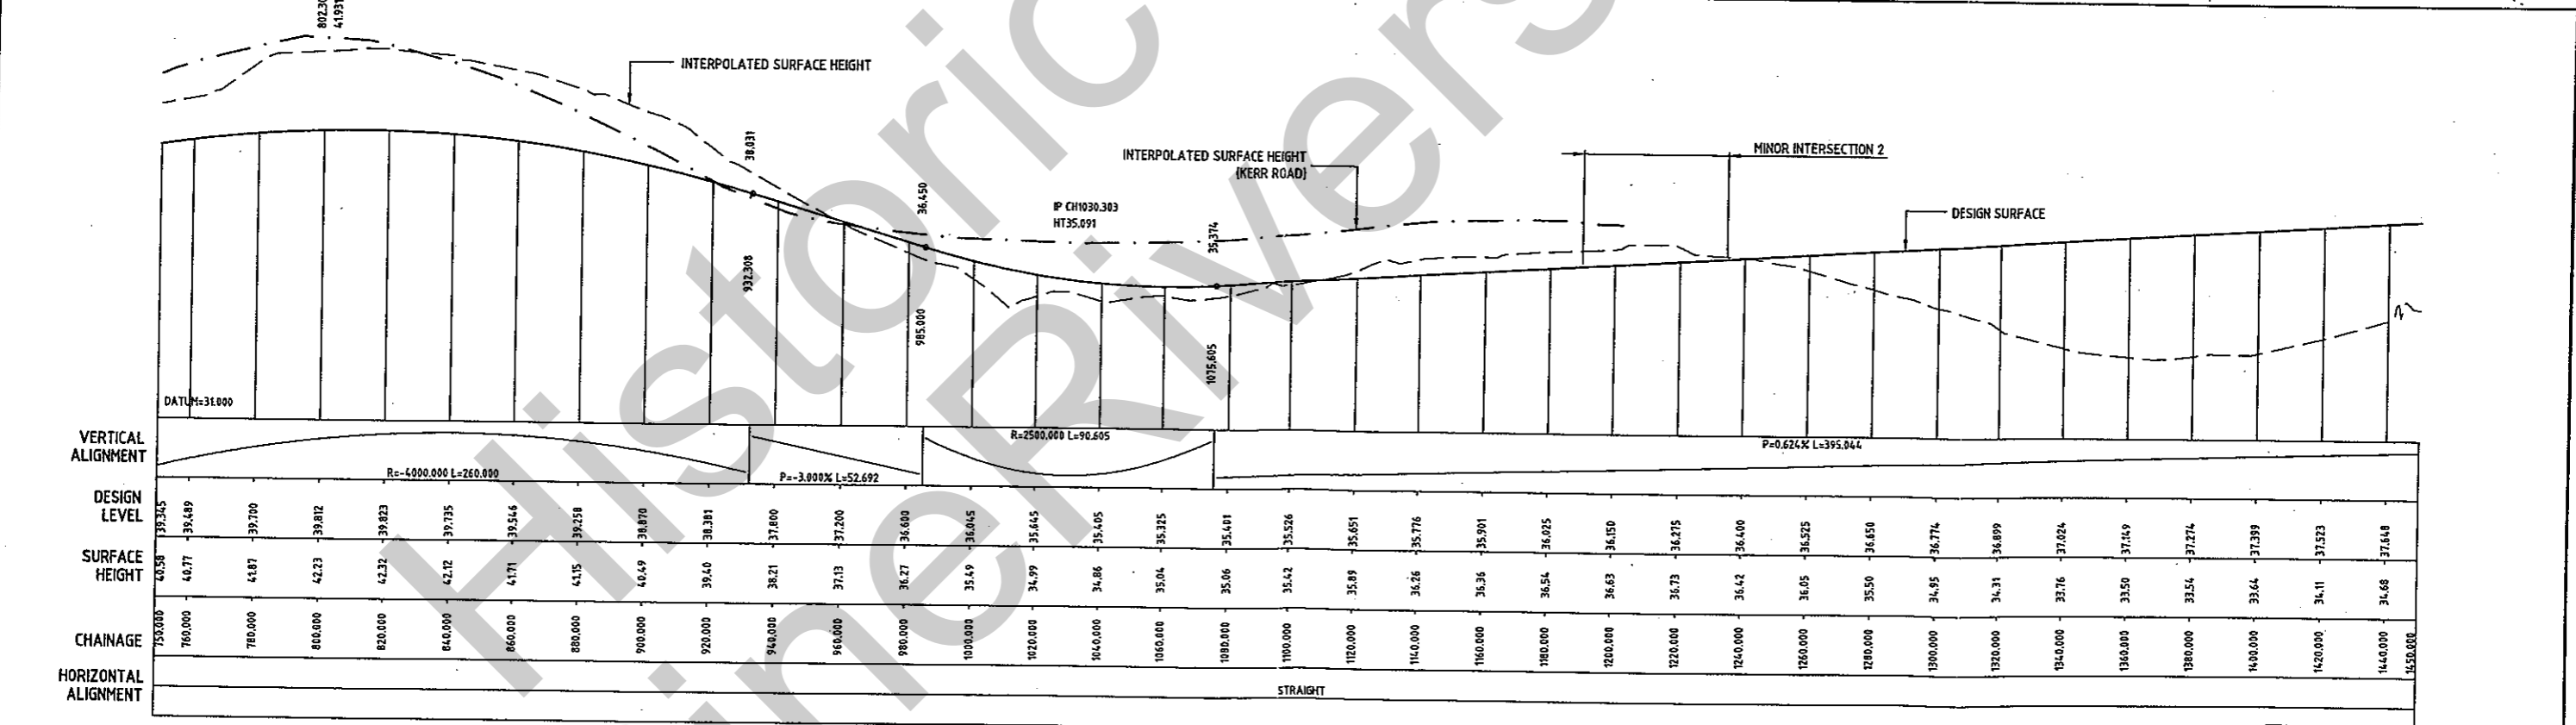 802.30
41.931
INTERPOLATED SURFACE HEIGHT
38.031
932.308
36.450
985.000
IP CH1030.303
HT35.091
INTERPOLATED SURFACE HEIGHT
(KERR ROAD)
35.374
1075.605
MINOR INTERSECTION 2
DESIGN SURFACE
DATUM=31.000
VERTICAL
ALIGNMENT
R=-4000.000 L=260.000
P=-3.000% L=52.692
R=2500.000 L=90.605
P=0.624% L=395.044
DESIGN
LEVEL
39.345 39.489 39.700 39.812 39.823 39.735 39.546 39.258 38.870 38.381 37.800 37.200 36.600 36.045 35.645 35.405 35.325 35.401 35.526 35.651 35.776 35.901 36.025 36.150 36.275 36.400 36.525 36.650 36.774 36.899 37.024 37.149 37.274 37.399 37.523 37.648
SURFACE
HEIGHT
40.58 40.77 41.87 42.23 42.32 42.12 41.71 41.15 40.49 39.40 38.21 37.13 36.27 35.49 34.99 34.86 35.04 35.06 35.42 35.89 36.26 36.36 36.54 36.63 36.73 36.42 36.05 35.50 34.95 34.31 33.76 33.50 33.54 33.64 34.11 34.68
CHAINAGE
750.000 760.000 780.000 800.000 820.000 840.000 860.000 880.000 900.000 920.000 940.000 960.000 980.000 1000.000 1020.000 1040.000 1060.000 1080.000 1100.000 1120.000 1140.000 1160.000 1180.000 1200.000 1220.000 1240.000 1260.000 1280.000 1300.000 1320.000 1340.000 1360.000 1380.000 1400.000 1420.000 1440.000 1450.000
HORIZONTAL
ALIGNMENT
STRAIGHT
Historic
ineRivers